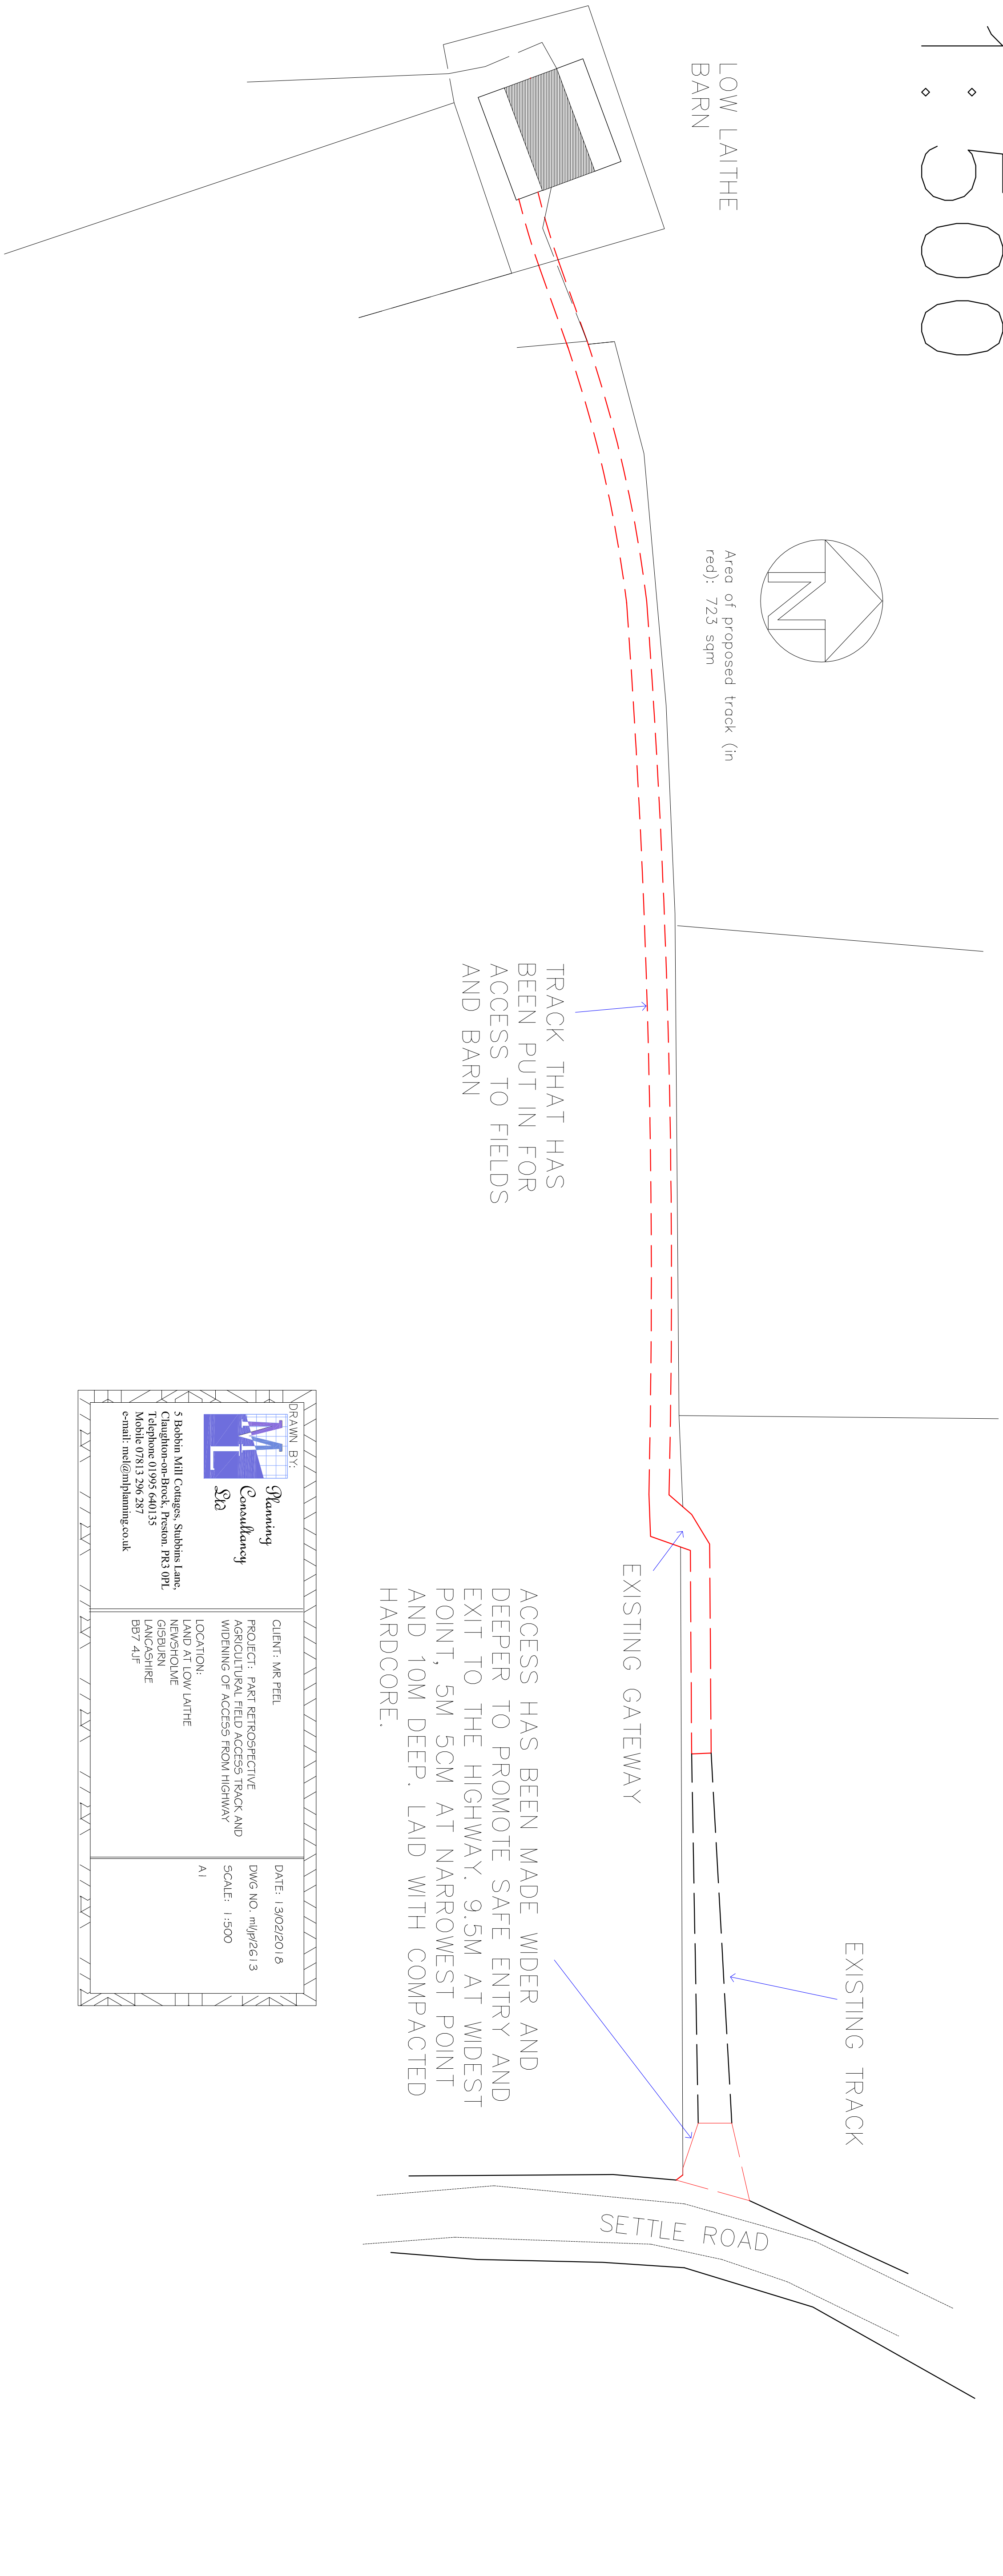 1:500
LOW LAITHE
BARN
N
Area of proposed track (in
red): 723 sqm
TRACK THAT HAS
BEEN PUT IN FOR
ACCESS TO FIELDS
AND BARN
EXISTING GATEWAY
EXISTING TRACK
ACCESS HAS BEEN MADE WIDER AND
DEEPER TO PROMOTE SAFE ENTRY AND
EXIT TO THE HIGHWAY. 9.5M AT WIDEST
POINT, 5M 5CM AT NARROWEST POINT
AND 10M DEEP. LAID WITH COMPACTED
HARDCORE.
SETTLE ROAD
DRAWN BY:
ML
Planning
Consultancy
Ltd
5 Bobbin Mill Cottages, Stubbins Lane,
Claughton-on-Brock, Preston. PR3 0PL
Telephone 01995 640135
Mobile 07813 296 287
e-mail: mel@mlplanning.co.uk
CLIENT: MR PEEL
PROJECT: PART RETROSPECTIVE
AGRICULTURAL FIELD ACCESS TRACK AND
WIDENING OF ACCESS FROM HIGHWAY
LOCATION:
LAND AT LOW LAITHE
NEWSHOLME
GISBURN
LANCASHIRE
BB7 4JF
DATE: 13/02/2018
DWG NO. ml/jp/2613
SCALE: 1:500
A1